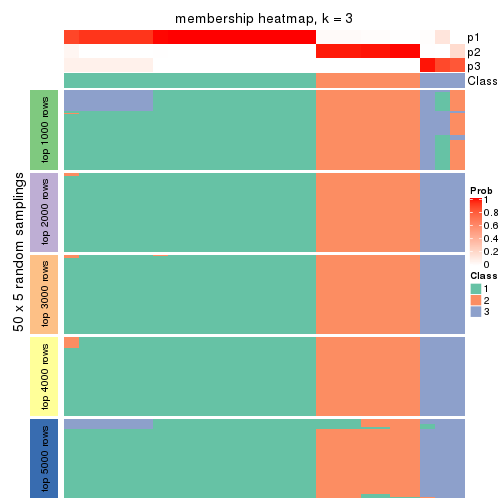 membership heatmap, k = 3
p1
p2
p3
Class
50 x 5 random samplings
top 1000 rows
top 2000 rows
top 3000 rows
top 4000 rows
top 5000 rows
Prob
1
0.8
0.6
0.4
0.2
0
Class
1
2
3